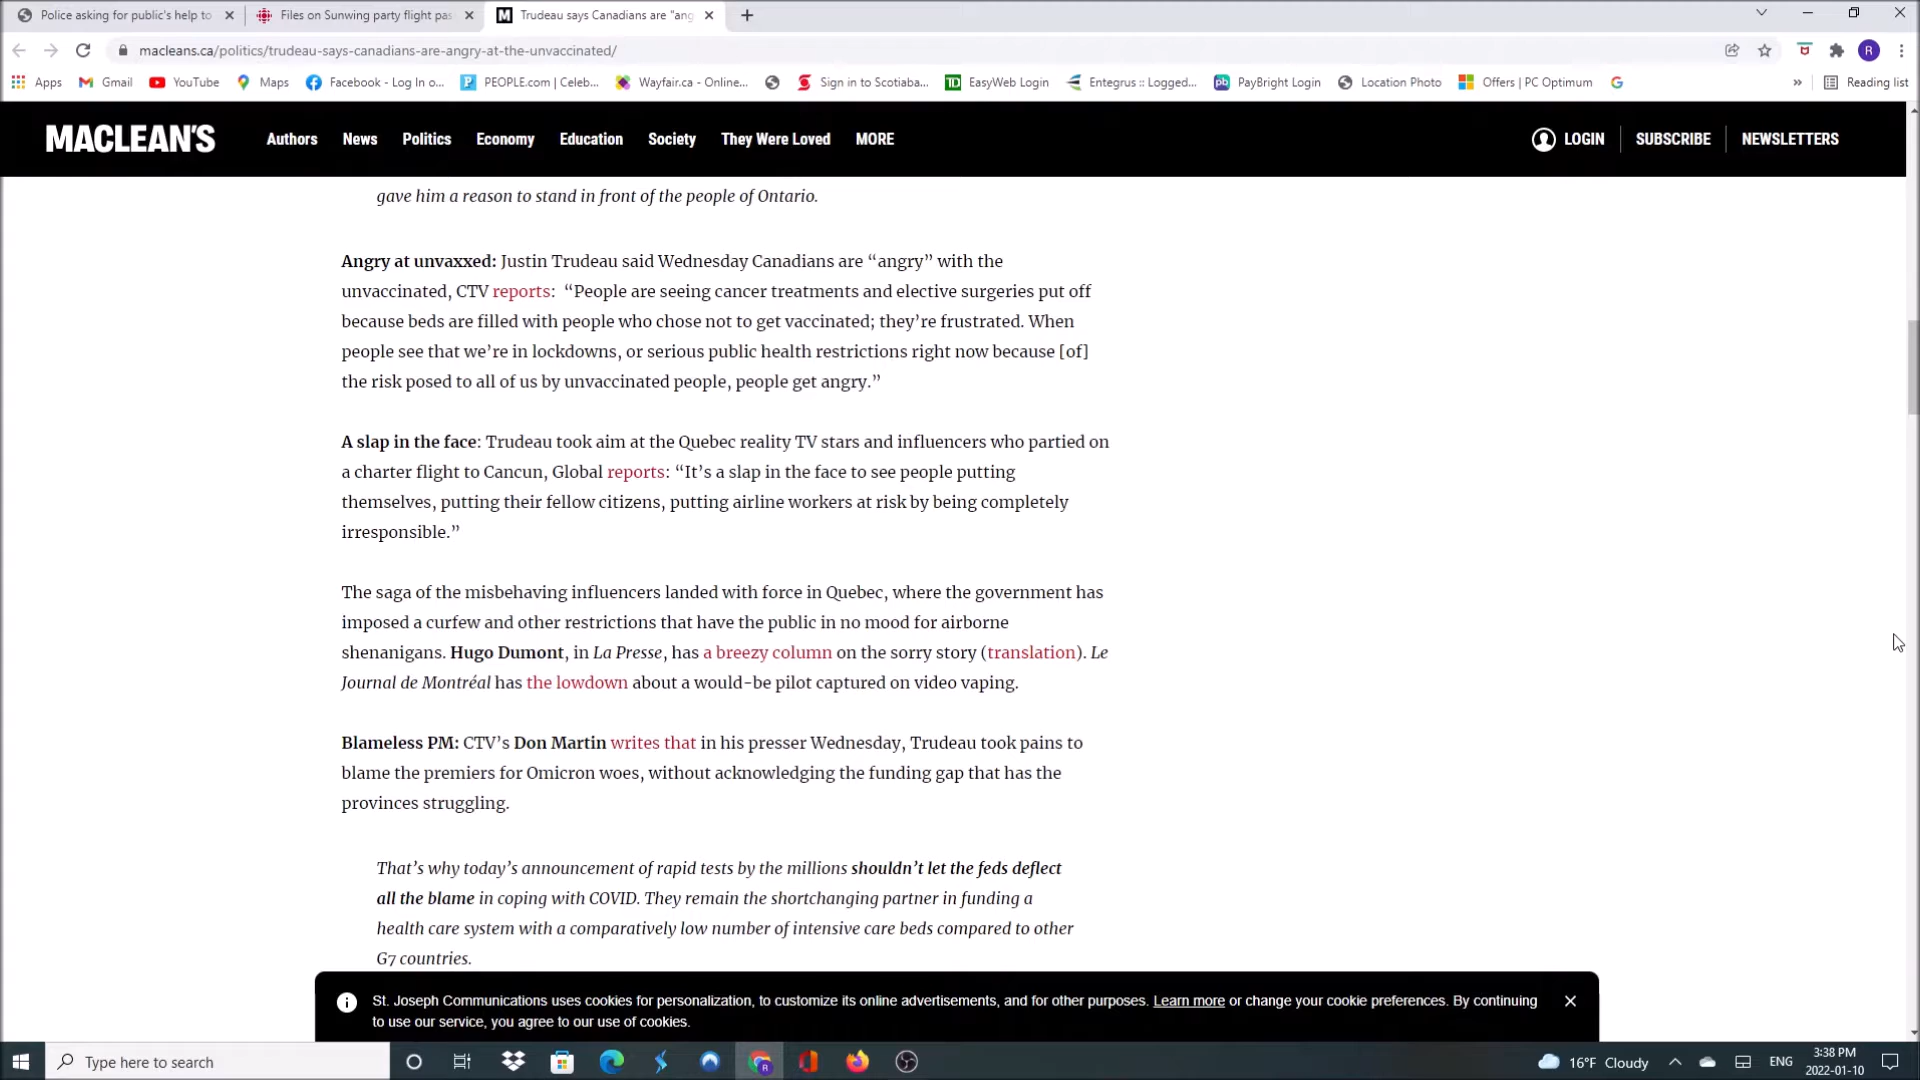 Police asking for public's help to
Files on Sunwing party flight pas
Trudeau says Canadians are "ang
macleans.ca/politics/trudeau-says-canadians-are-angry-at-the-unvaccinated/
R
Apps
Gmail
YouTube
Maps
Facebook - Log In o...
PEOPLE.com | Celeb...
Wayfair.ca - Online...
Sign in to Scotiaba...
EasyWeb Login
Entegrus :: Logged...
PayBright Login
Location Photo
Offers | PC Optimum
Reading list
MACLEAN'S
Authors
News
Politics
Economy
Education
Society
They Were Loved
MORE
LOGIN
SUBSCRIBE
NEWSLETTERS
gave him a reason to stand in front of the people of Ontario.
Angry at unvaxxed: Justin Trudeau said Wednesday Canadians are “angry” with the
unvaccinated, CTV reports: “People are seeing cancer treatments and elective surgeries put off
because beds are filled with people who chose not to get vaccinated; they’re frustrated. When
people see that we’re in lockdowns, or serious public health restrictions right now because [of]
the risk posed to all of us by unvaccinated people, people get angry.”
A slap in the face: Trudeau took aim at the Quebec reality TV stars and influencers who partied on
a charter flight to Cancun, Global reports: “It’s a slap in the face to see people putting
themselves, putting their fellow citizens, putting airline workers at risk by being completely
irresponsible.”
The saga of the misbehaving influencers landed with force in Quebec, where the government has
imposed a curfew and other restrictions that have the public in no mood for airborne
shenanigans. Hugo Dumont, in La Presse, has a breezy column on the sorry story (translation). Le
Journal de Montréal has the lowdown about a would-be pilot captured on video vaping.
Blameless PM: CTV’s Don Martin writes that in his presser Wednesday, Trudeau took pains to
blame the premiers for Omicron woes, without acknowledging the funding gap that has the
provinces struggling.
That’s why today’s announcement of rapid tests by the millions shouldn’t let the feds deflect
all the blame in coping with COVID. They remain the shortchanging partner in funding a
health care system with a comparatively low number of intensive care beds compared to other
G7 countries.
St. Joseph Communications uses cookies for personalization, to customize its online advertisements, and for other purposes. Learn more or change your cookie preferences. By continuing
to use our service, you agree to our use of cookies.
Type here to search
16°F Cloudy
ENG
3:38 PM
2022-01-10